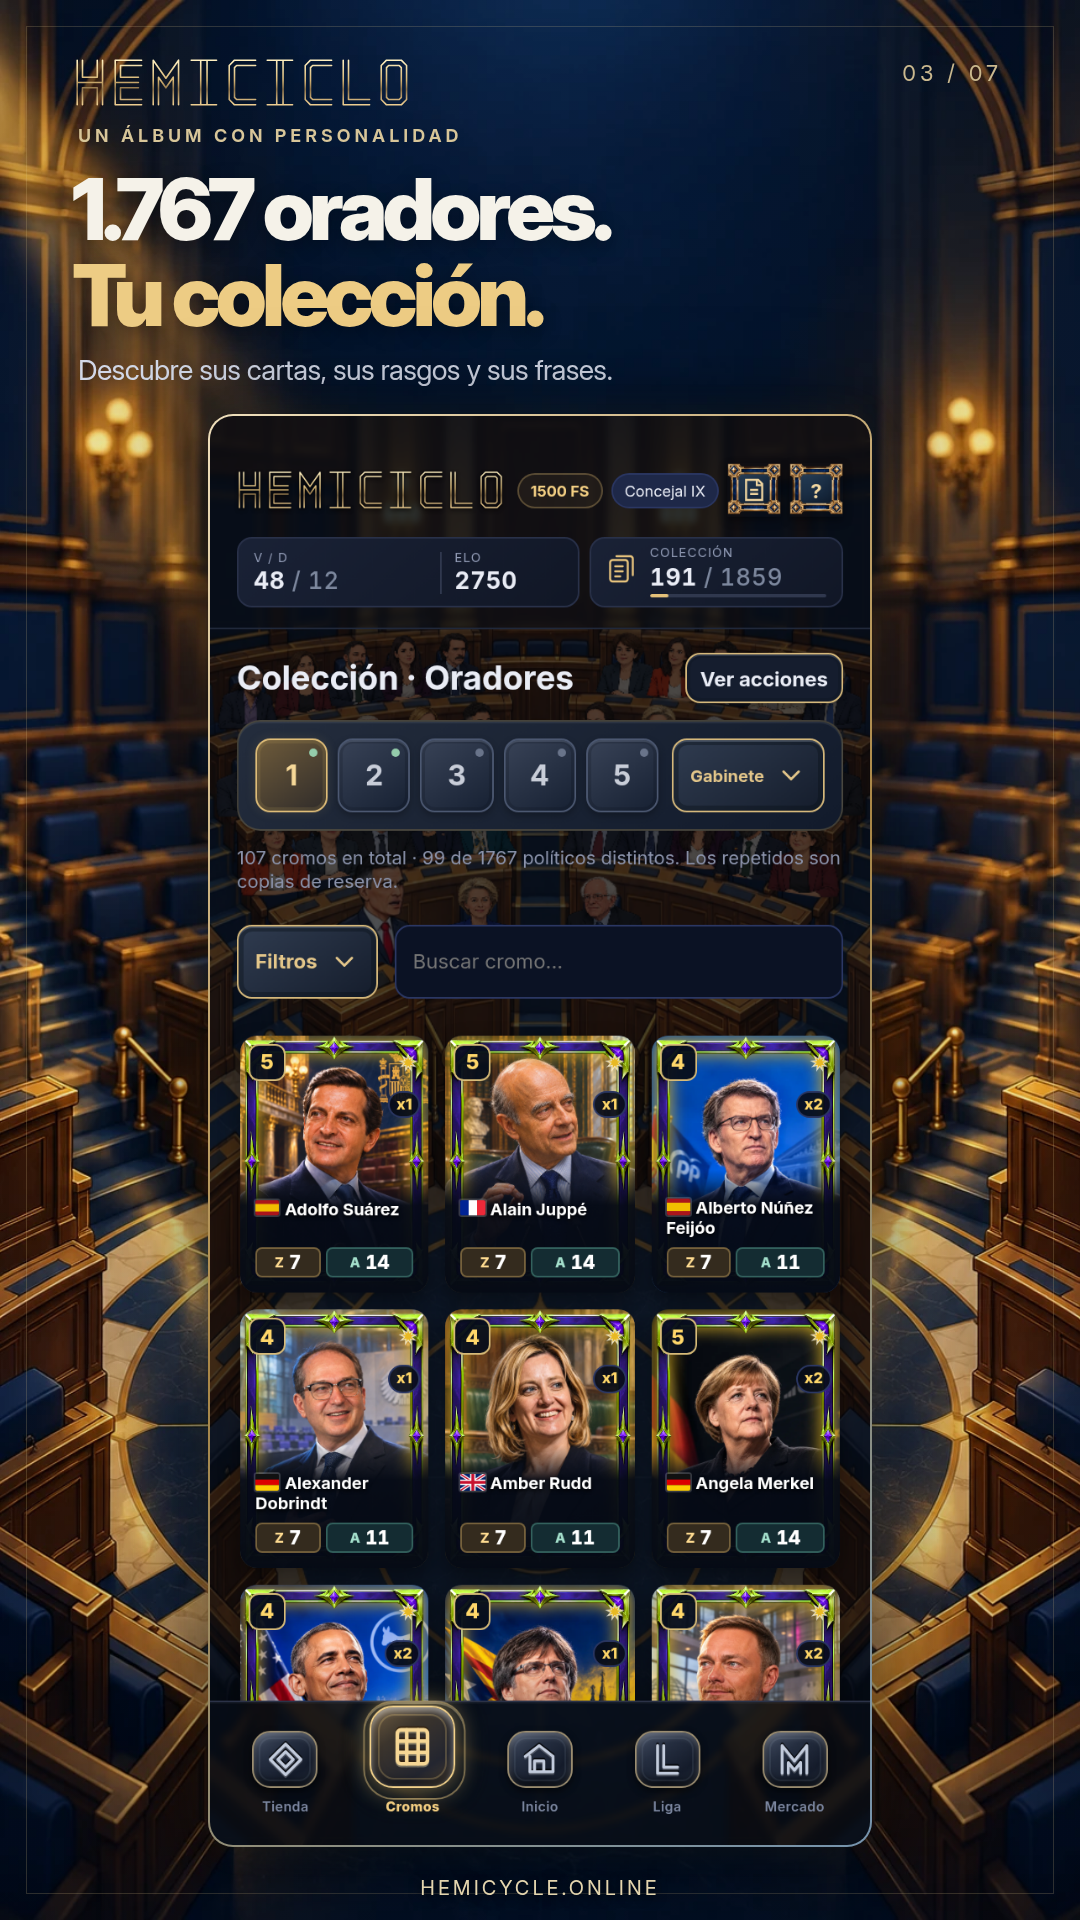 HEMICICLO
03 / 07
UN ÁLBUM CON PERSONALIDAD
1.767 oradores.
Tu colección.
Descubre sus cartas, sus rasgos y sus frases.
HEMICICLO
1500 FS
Concejal IX
?
V / D
48 / 12
ELO
2750
COLECCIÓN
191 / 1859
Colección · Oradores
Ver acciones
1
2
3
4
5
Gabinete
107 cromos en total · 99 de 1767 políticos distintos. Los repetidos son
copias de reserva.
Filtros
Buscar cromo...
5
x1
Adolfo Suárez
Z 7
A 14
5
x1
Alain Juppé
Z 7
A 14
4
x2
pp
Alberto Núñez
Feijóo
Z 7
A 11
4
x1
Alexander
Dobrindt
Z 7
A 11
4
x1
Amber Rudd
Z 7
A 11
5
x2
Angela Merkel
Z 7
A 14
4
x2
4
x1
4
x2
Tienda
Cromos
Inicio
Liga
Mercado
HEMICYCLE.ONLINE